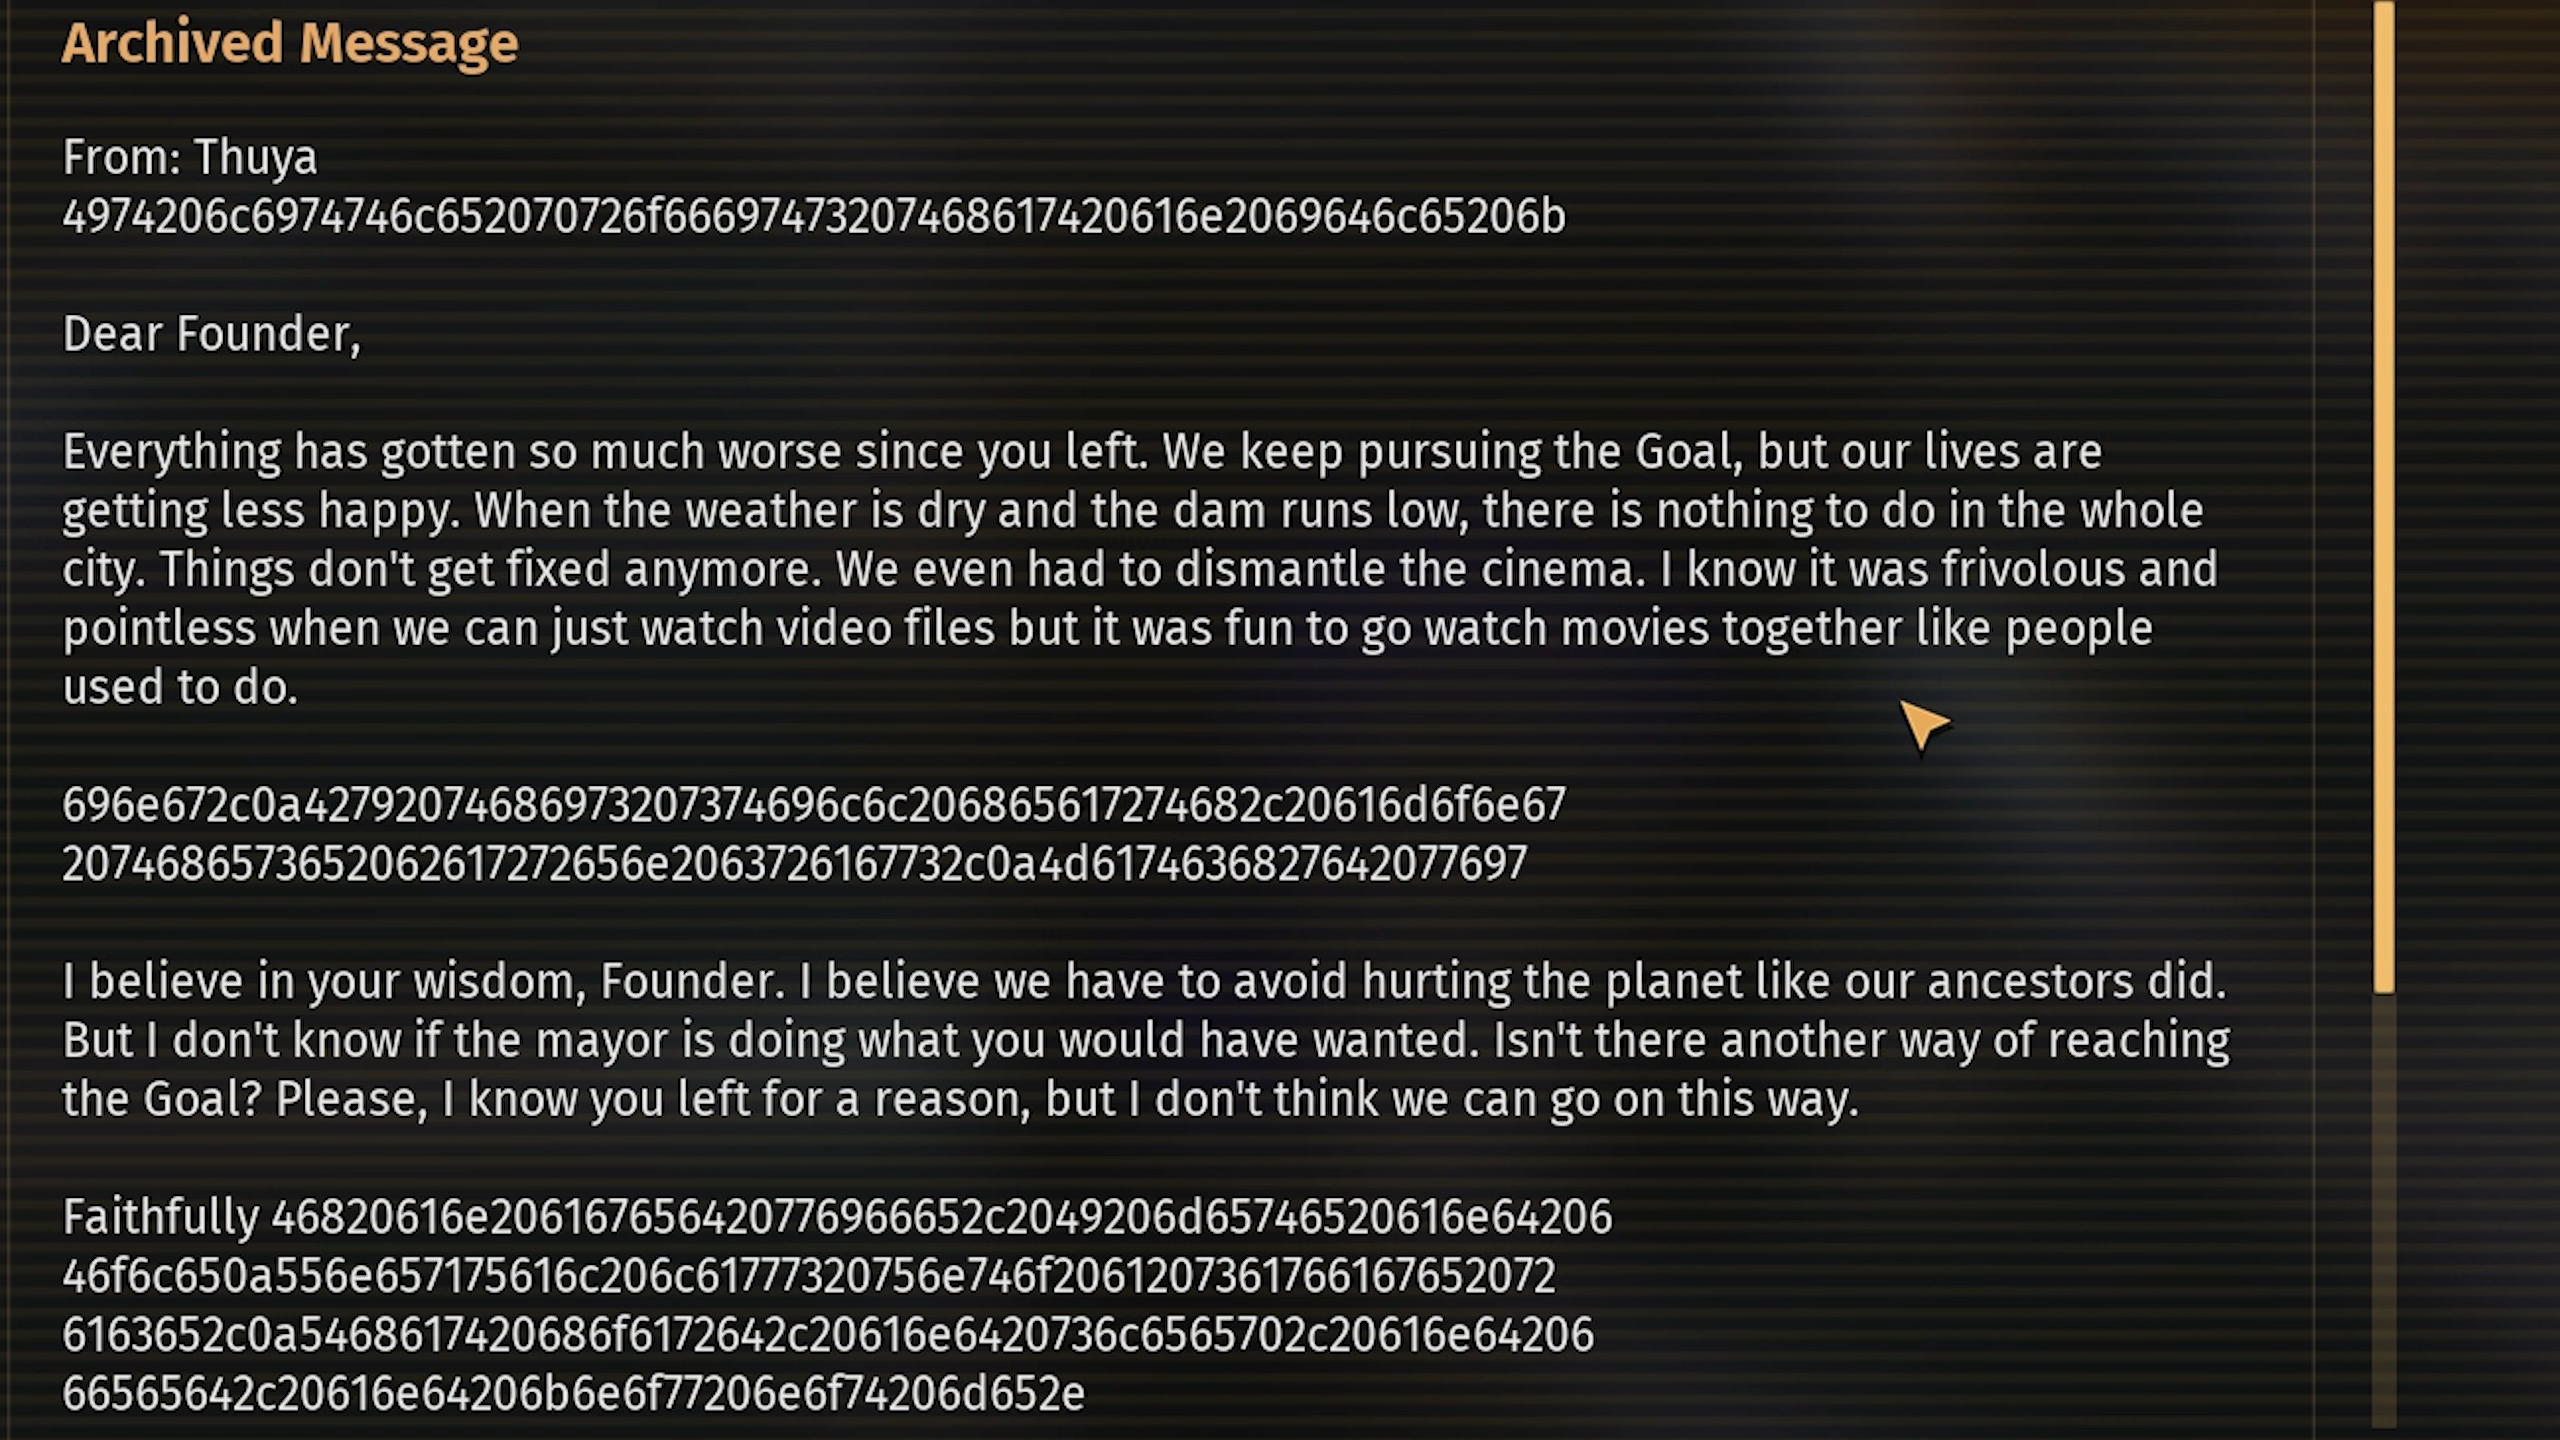 Archived Message
From: Thuya
4974206c6974746c652070726f66697473207468617420616e2069646c65206b
Dear Founder,
Everything has gotten so much worse since you left. We keep pursuing the Goal, but our lives are
getting less happy. When the weather is dry and the dam runs low, there is nothing to do in the whole
city. Things don't get fixed anymore. We even had to dismantle the cinema. I know it was frivolous and
pointless when we can just watch video files but it was fun to go watch movies together like people
used to do.
696e672c0a42792074686973207374696c6c206865617274682c20616d6f6e67
2074686573652062617272656e2063726167732c0a4d6174636827642077697
I believe in your wisdom, Founder. I believe we have to avoid hurting the planet like our ancestors did.
But I don't know if the mayor is doing what you would have wanted. Isn't there another way of reaching
the Goal? Please, I know you left for a reason, but I don't think we can go on this way.
Faithfully 46820616e206167656420776966652c2049206d65746520616e64206
46f6c650a556e657175616c206c61777320756e746f2061207361766167652072
6163652c0a5468617420686f6172642c20616e6420736c6565702c20616e64206
66565642c20616e64206b6e6f77206e6f74206d652e